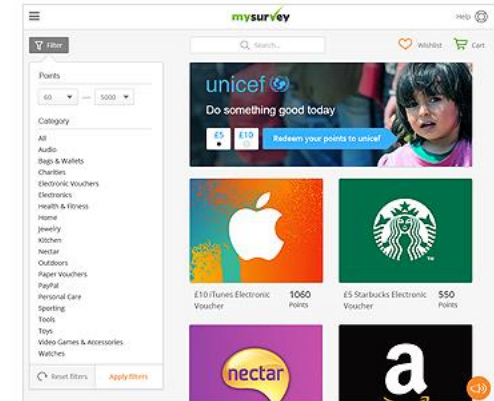 mysurvey
Help
Filter
Search...
Wishlist
Cart
Points
60 — 5000
Category
All
Audio
Bags & Wallets
Charities
Electronic Vouchers
Electronics
Health & Fitness
Home
Jewelry
Kitchen
Nectar
Outdoors
Paper Vouchers
PayPal
Personal Care
Sporting
Tools
Toys
Video Games & Accessories
Watches
Reset filters
Apply filters
unicef
Do something good today
£5 £10 Redeem your points to unicef
£10 iTunes Electronic
Voucher
1060
Points
£5 Starbucks Electronic
Voucher
550
Points
nectar
a